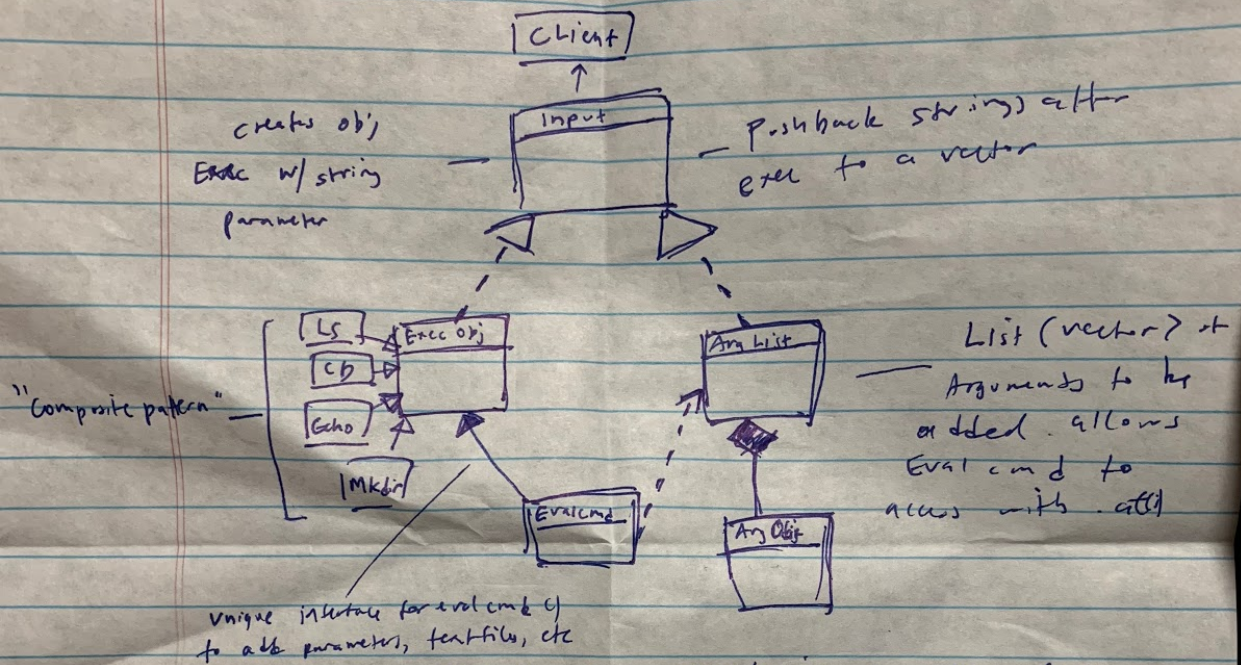 Client
Input
creates obj
Exec w/ string
parameter
Pushback strings after
exec to a vector
LS
CD
Echo
Mkdir
Exec Obj
"Composite pattern"
Arg List
List (vector) of
Arguments to be
added. allows
Eval cmd to
access with .at()
Evalcmd
Arg Obj
unique interface for evalcmd
to add parameters, textfiles, etc